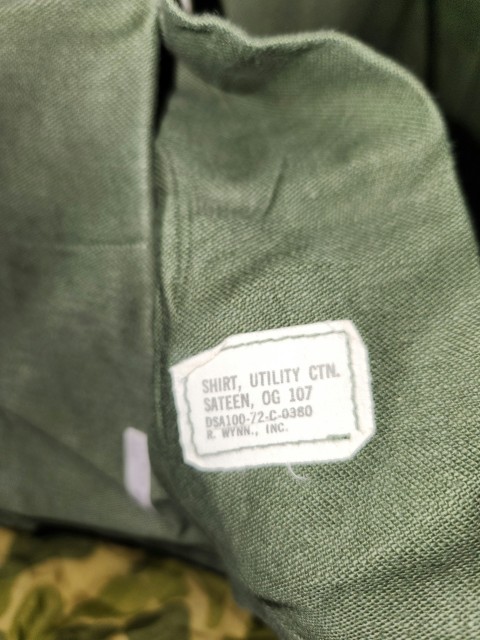 SHIRT, UTILITY CTN.
SATEEN, OG 107
DSA100-72-C-0380
R. WYNN., INC.